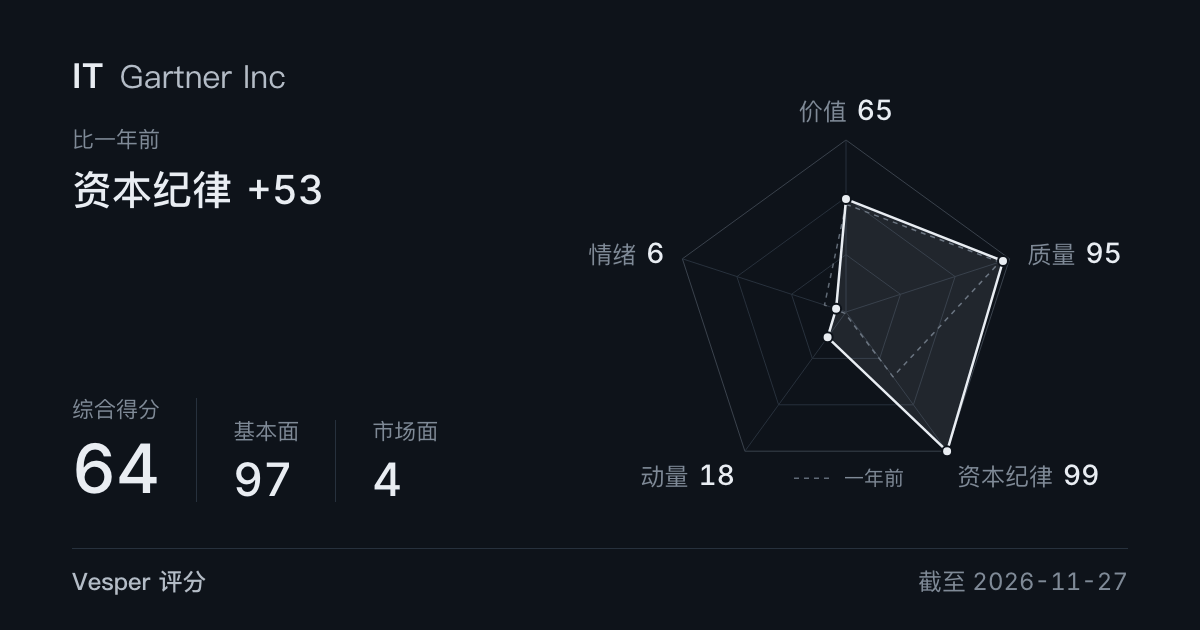 IT Gartner Inc
比一年前
资本纪律 +53
综合得分
64
基本面
97
市场面
4
价值 65
情绪 6
质量 95
动量 18
一年前
资本纪律 99
Vesper 评分
截至 2026-11-27